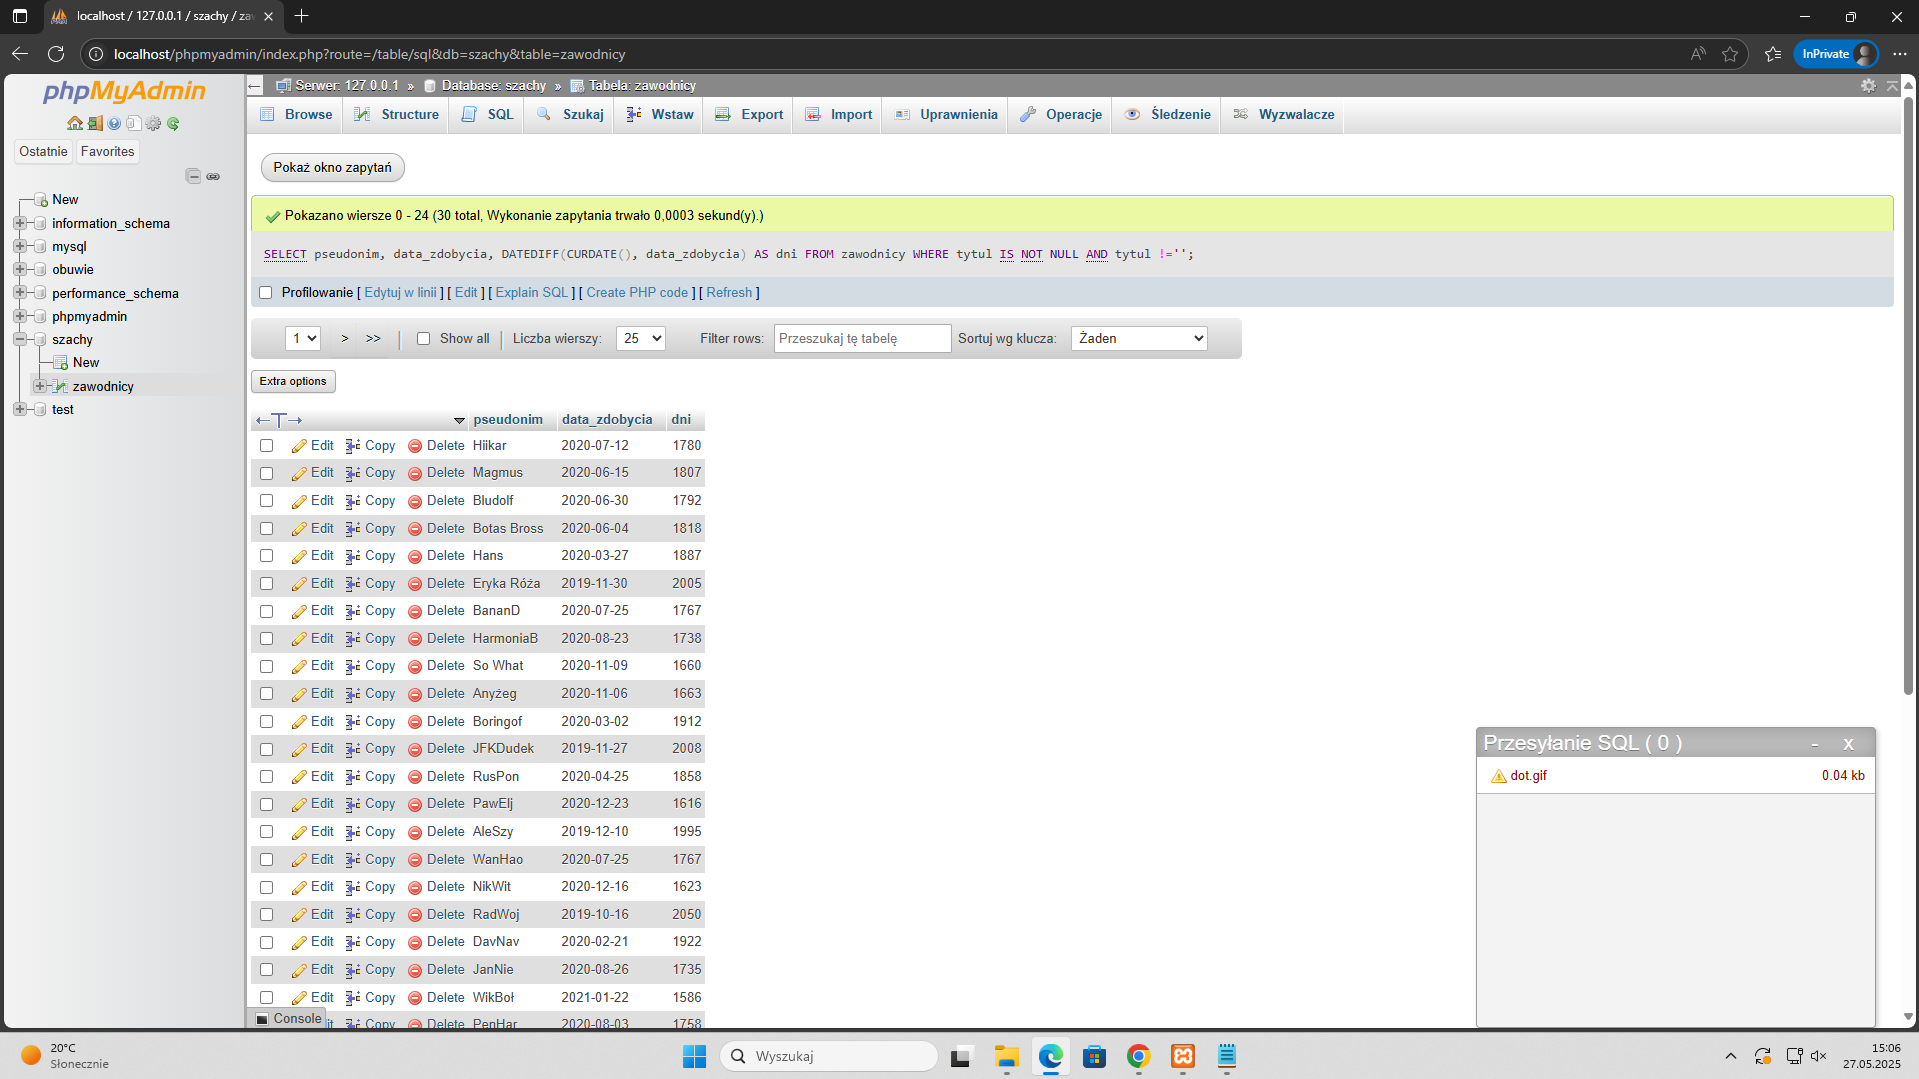 localhost / 127.0.0.1 / szachy / za
localhost/phpmyadmin/index.php?route=/table/sql&db=szachy&table=zawodnicy
InPrivate
phpMyAdmin
Ostatnie Favorites
New
information_schema
mysql
obuwie
performance_schema
phpmyadmin
szachy
New
zawodnicy
test
Serwer: 127.0.0.1 » Database: szachy » Tabela: zawodnicy
Browse Structure SQL Szukaj Wstaw Export Import Uprawnienia Operacje Śledzenie Wyzwalacze
Pokaż okno zapytań
Pokazano wiersze 0 - 24 (30 total, Wykonanie zapytania trwało 0,0003 sekund(y).)
SELECT pseudonim, data_zdobycia, DATEDIFF(CURDATE(), data_zdobycia) AS dni FROM zawodnicy WHERE tytul IS NOT NULL AND tytul !='';
Profilowanie [ Edytuj w linii ] [ Edit ] [ Explain SQL ] [ Create PHP code ] [ Refresh ]
1 > >> | Show all | Liczba wierszy: 25 Filter rows: Przeszukaj tę tabelę Sortuj wg klucza: Żaden
Extra options
←T→ pseudonim data_zdobycia dni
Edit Copy Delete Hiikar 2020-07-12 1780
Edit Copy Delete Magmus 2020-06-15 1807
Edit Copy Delete Bludolf 2020-06-30 1792
Edit Copy Delete Botas Bross 2020-06-04 1818
Edit Copy Delete Hans 2020-03-27 1887
Edit Copy Delete Eryka Róża 2019-11-30 2005
Edit Copy Delete BananD 2020-07-25 1767
Edit Copy Delete HarmoniaB 2020-08-23 1738
Edit Copy Delete So What 2020-11-09 1660
Edit Copy Delete Anyżeg 2020-11-06 1663
Edit Copy Delete Boringof 2020-03-02 1912
Edit Copy Delete JFKDudek 2019-11-27 2008
Edit Copy Delete RusPon 2020-04-25 1858
Edit Copy Delete PawElj 2020-12-23 1616
Edit Copy Delete AleSzy 2019-12-10 1995
Edit Copy Delete WanHao 2020-07-25 1767
Edit Copy Delete NikWit 2020-12-16 1623
Edit Copy Delete RadWoj 2019-10-16 2050
Edit Copy Delete DavNav 2020-02-21 1922
Edit Copy Delete JanNie 2020-08-26 1735
Edit Copy Delete WikBoł 2021-01-22 1586
Copy Delete PenHar 2020-08-03 1758
Console
Przesyłanie SQL ( 0 ) - x
dot.gif 0.04 kb
20°C
Słonecznie
Wyszukaj
15:06
27.05.2025